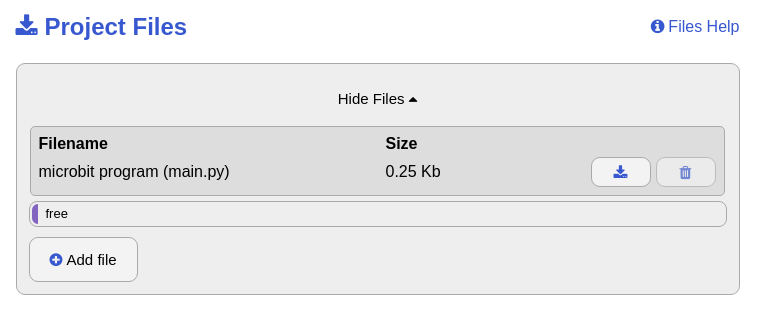 Project Files
Files Help
Hide Files
Filename Size
microbit program (main.py) 0.25 Kb
free
Add file